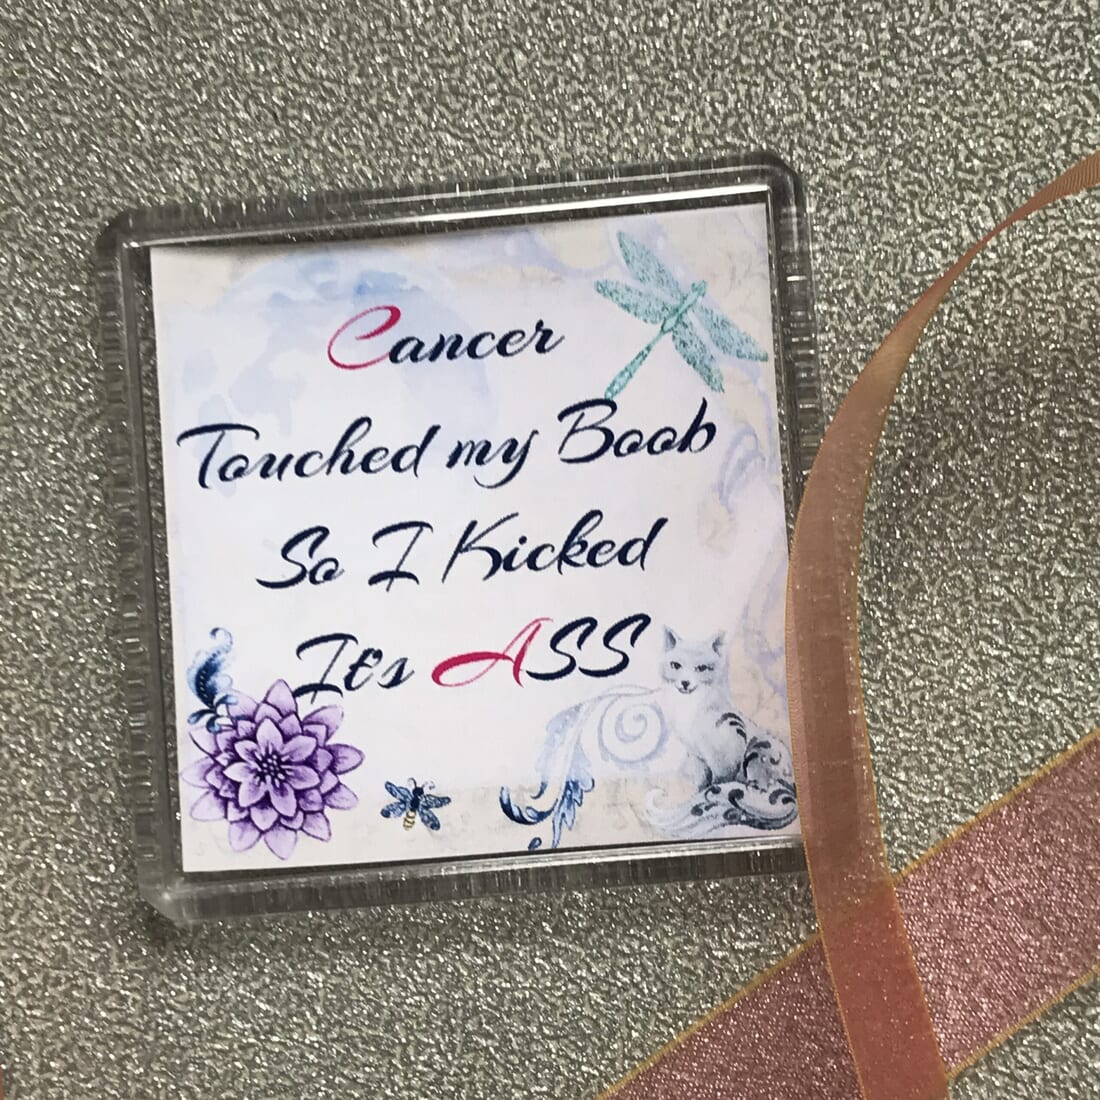 Cancer
Touched my Boob
So I Kicked
It's ASS